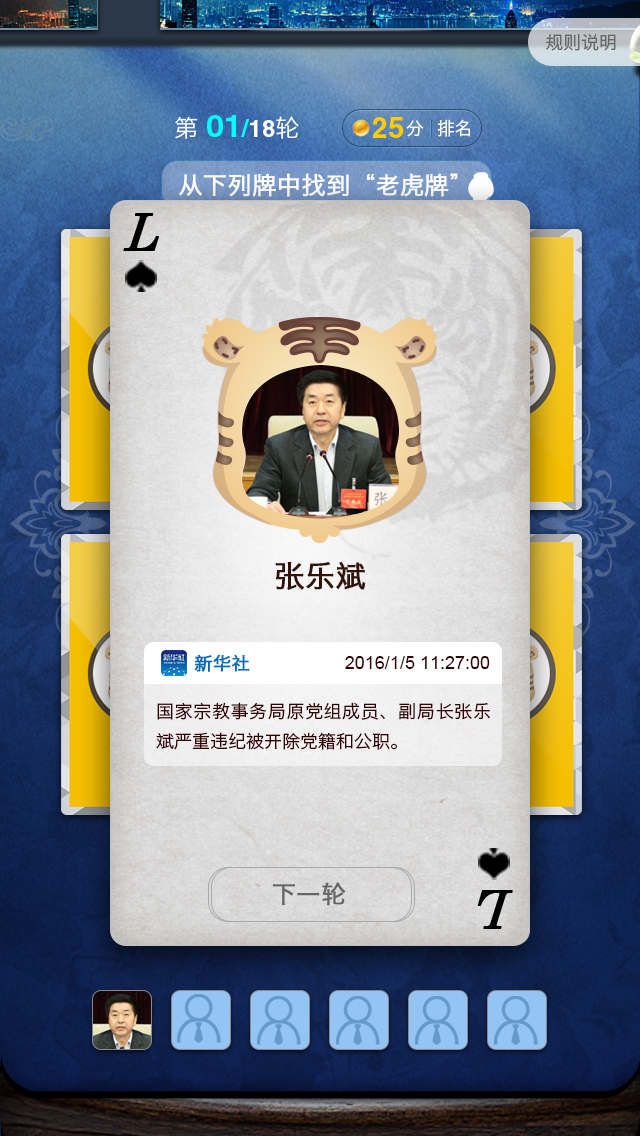 规则说明
第 01/18轮
25分 排名
从下列牌中找到“老虎牌”
L
张
张乐斌
新华社
新华社 2016/1/5 11:27:00
国家宗教事务局原党组成员、副局长张乐
斌严重违纪被开除党籍和公职。
下一轮
L